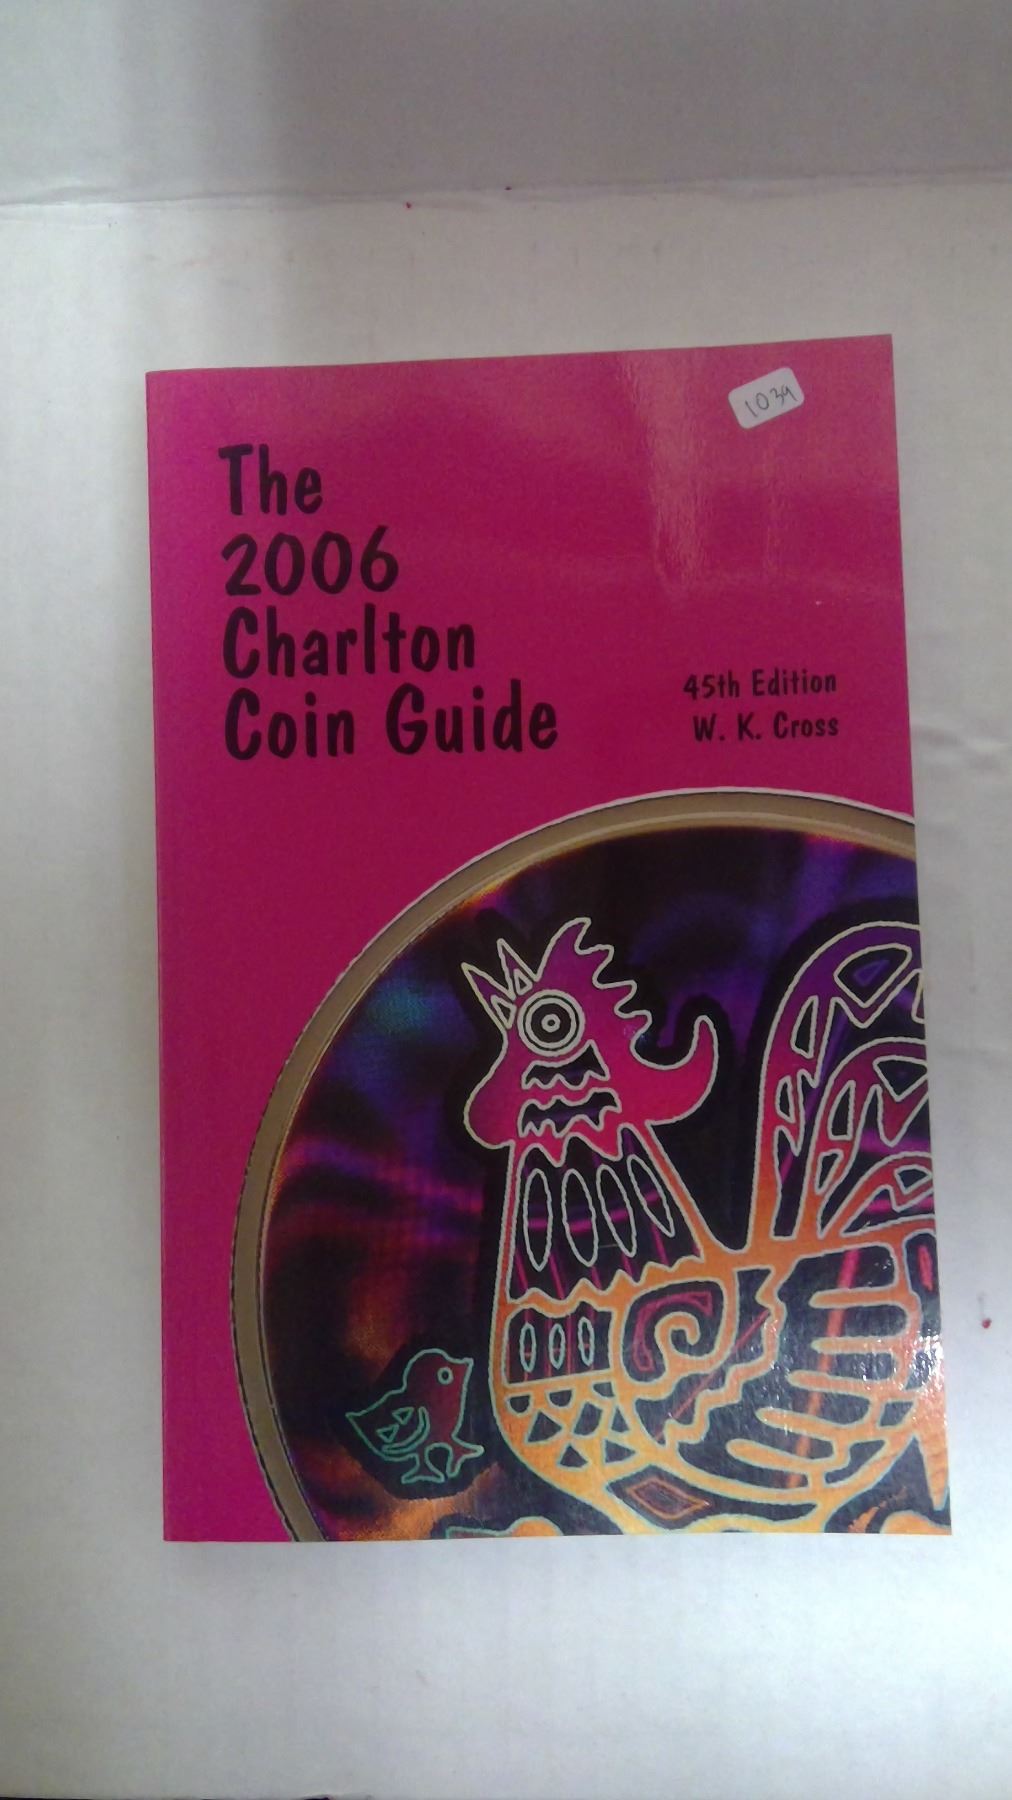 1039
The
2006
Charlton
Coin Guide
45th Edition
W. K. Cross